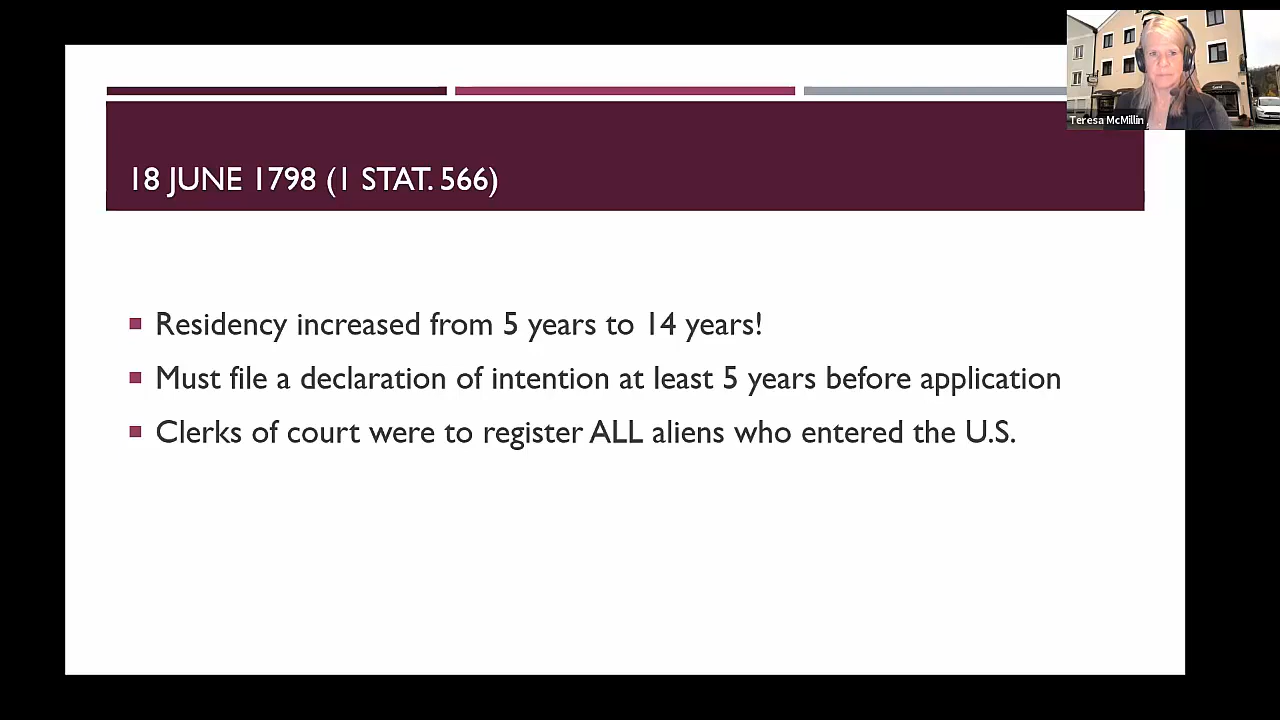 Teresa McMillin
18 JUNE 1798 (1 STAT. 566)
Residency increased from 5 years to 14 years!
Must file a declaration of intention at least 5 years before application
Clerks of court were to register ALL aliens who entered the U.S.